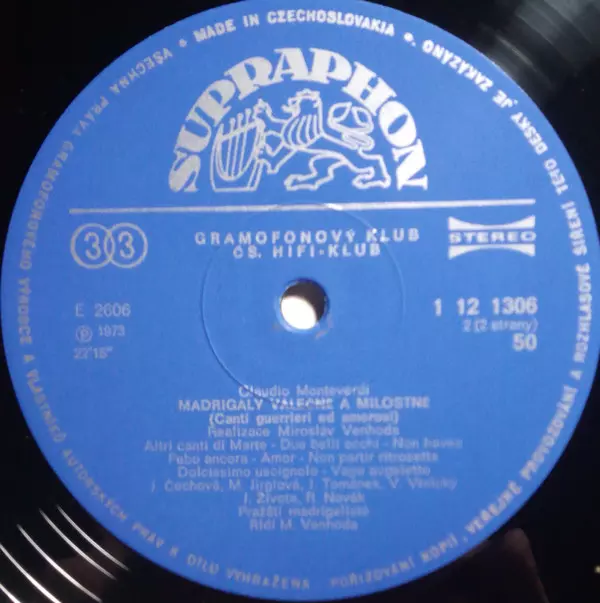 VŠECHNA PRÁVA GRAMOFONOVÉHO VÝROBCE A VLASTNÍKŮ AUTORSKÝCH PRÁV K DÍLU VYHRAŽENA
POŘIZOVÁNÍ KOPIÍ, VEŘEJNÉ PROVOZOVÁNÍ A ROZHLASOVÉ ŠÍŘENÍ TÉTO DESKY JE ZAKÁZÁNO
MADE IN CZECHOSLOVAKIA
SUPRAPHON
33
GRAMOFONOVÝ KLUB
ČS. HIFI-KLUB
STEREO
E 2606
1 12 1306
Ⓟ 1973
2 (2 strany)
22'15"
50
Claudio Monteverdi
MADRIGALY VÁLEČNÉ A MILOSTNÉ
(Canti guerrieri ed amorosi)
Realizace Miroslav Venhoda
Altri canti di Marte - Due belli occhi - Non havea
Febo ancora - Amor - Non partir ritrosetta
Dolcissimo uscignolo - Vago augeletto
J. Čechová, M. Jirglová, J. Tománek, V.
J. Života, R. Novák
Pražští madrigalisté
Řídí M. Venhoda